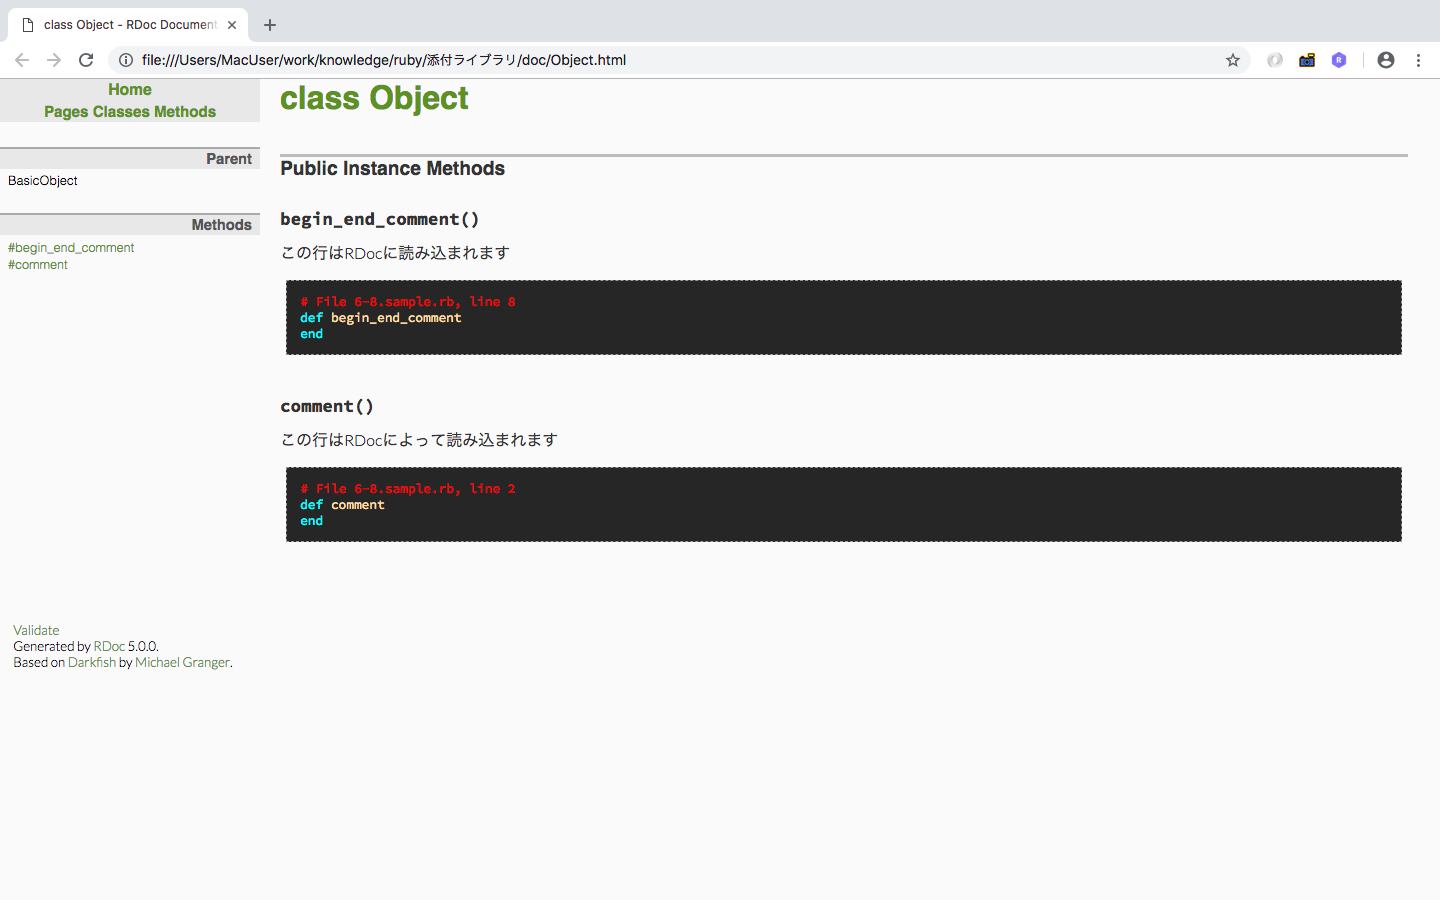 class Object - RDoc Document
file:///Users/MacUser/work/knowledge/ruby/添付ライブラリ/doc/Object.html
Home
Pages Classes Methods
Parent
BasicObject
Methods
#begin_end_comment
#comment
Validate
Generated by RDoc 5.0.0.
Based on Darkfish by Michael Granger.
class Object
Public Instance Methods
begin_end_comment()
この行はRDocに読み込まれます
# File 6-8.sample.rb, line 8
def begin_end_comment
end
comment()
この行はRDocによって読み込まれます
# File 6-8.sample.rb, line 2
def comment
end